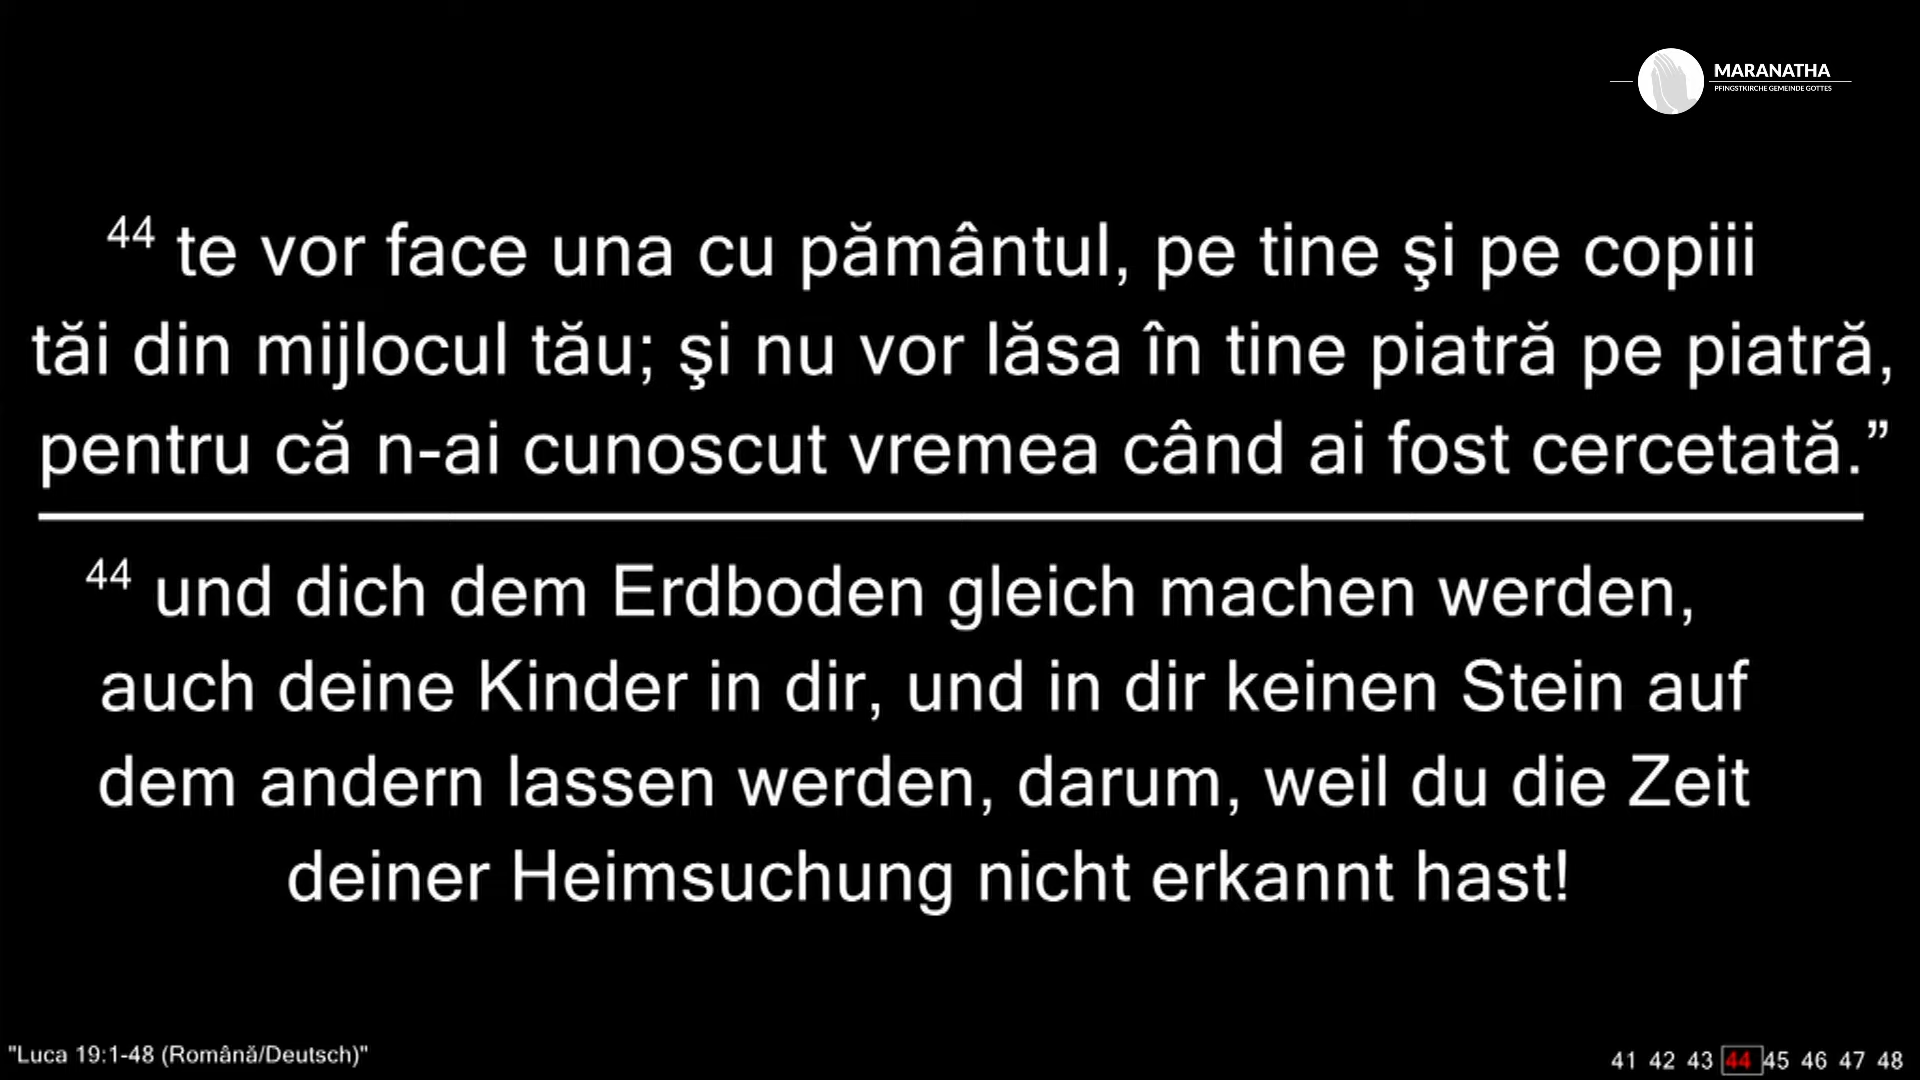 MARANATHA
PFINGSTKIRCHE GEMEINDE GOTTES
44 te vor face una cu pământul, pe tine şi pe copiii
tăi din mijlocul tău; şi nu vor lăsa în tine piatră pe piatră,
pentru că n-ai cunoscut vremea când ai fost cercetată.”
44 und dich dem Erdboden gleich machen werden,
auch deine Kinder in dir, und in dir keinen Stein auf
dem andern lassen werden, darum, weil du die Zeit
deiner Heimsuchung nicht erkannt hast!
"Luca 19:1-48 (Română/Deutsch)"
41 42 43 44 45 46 47 48